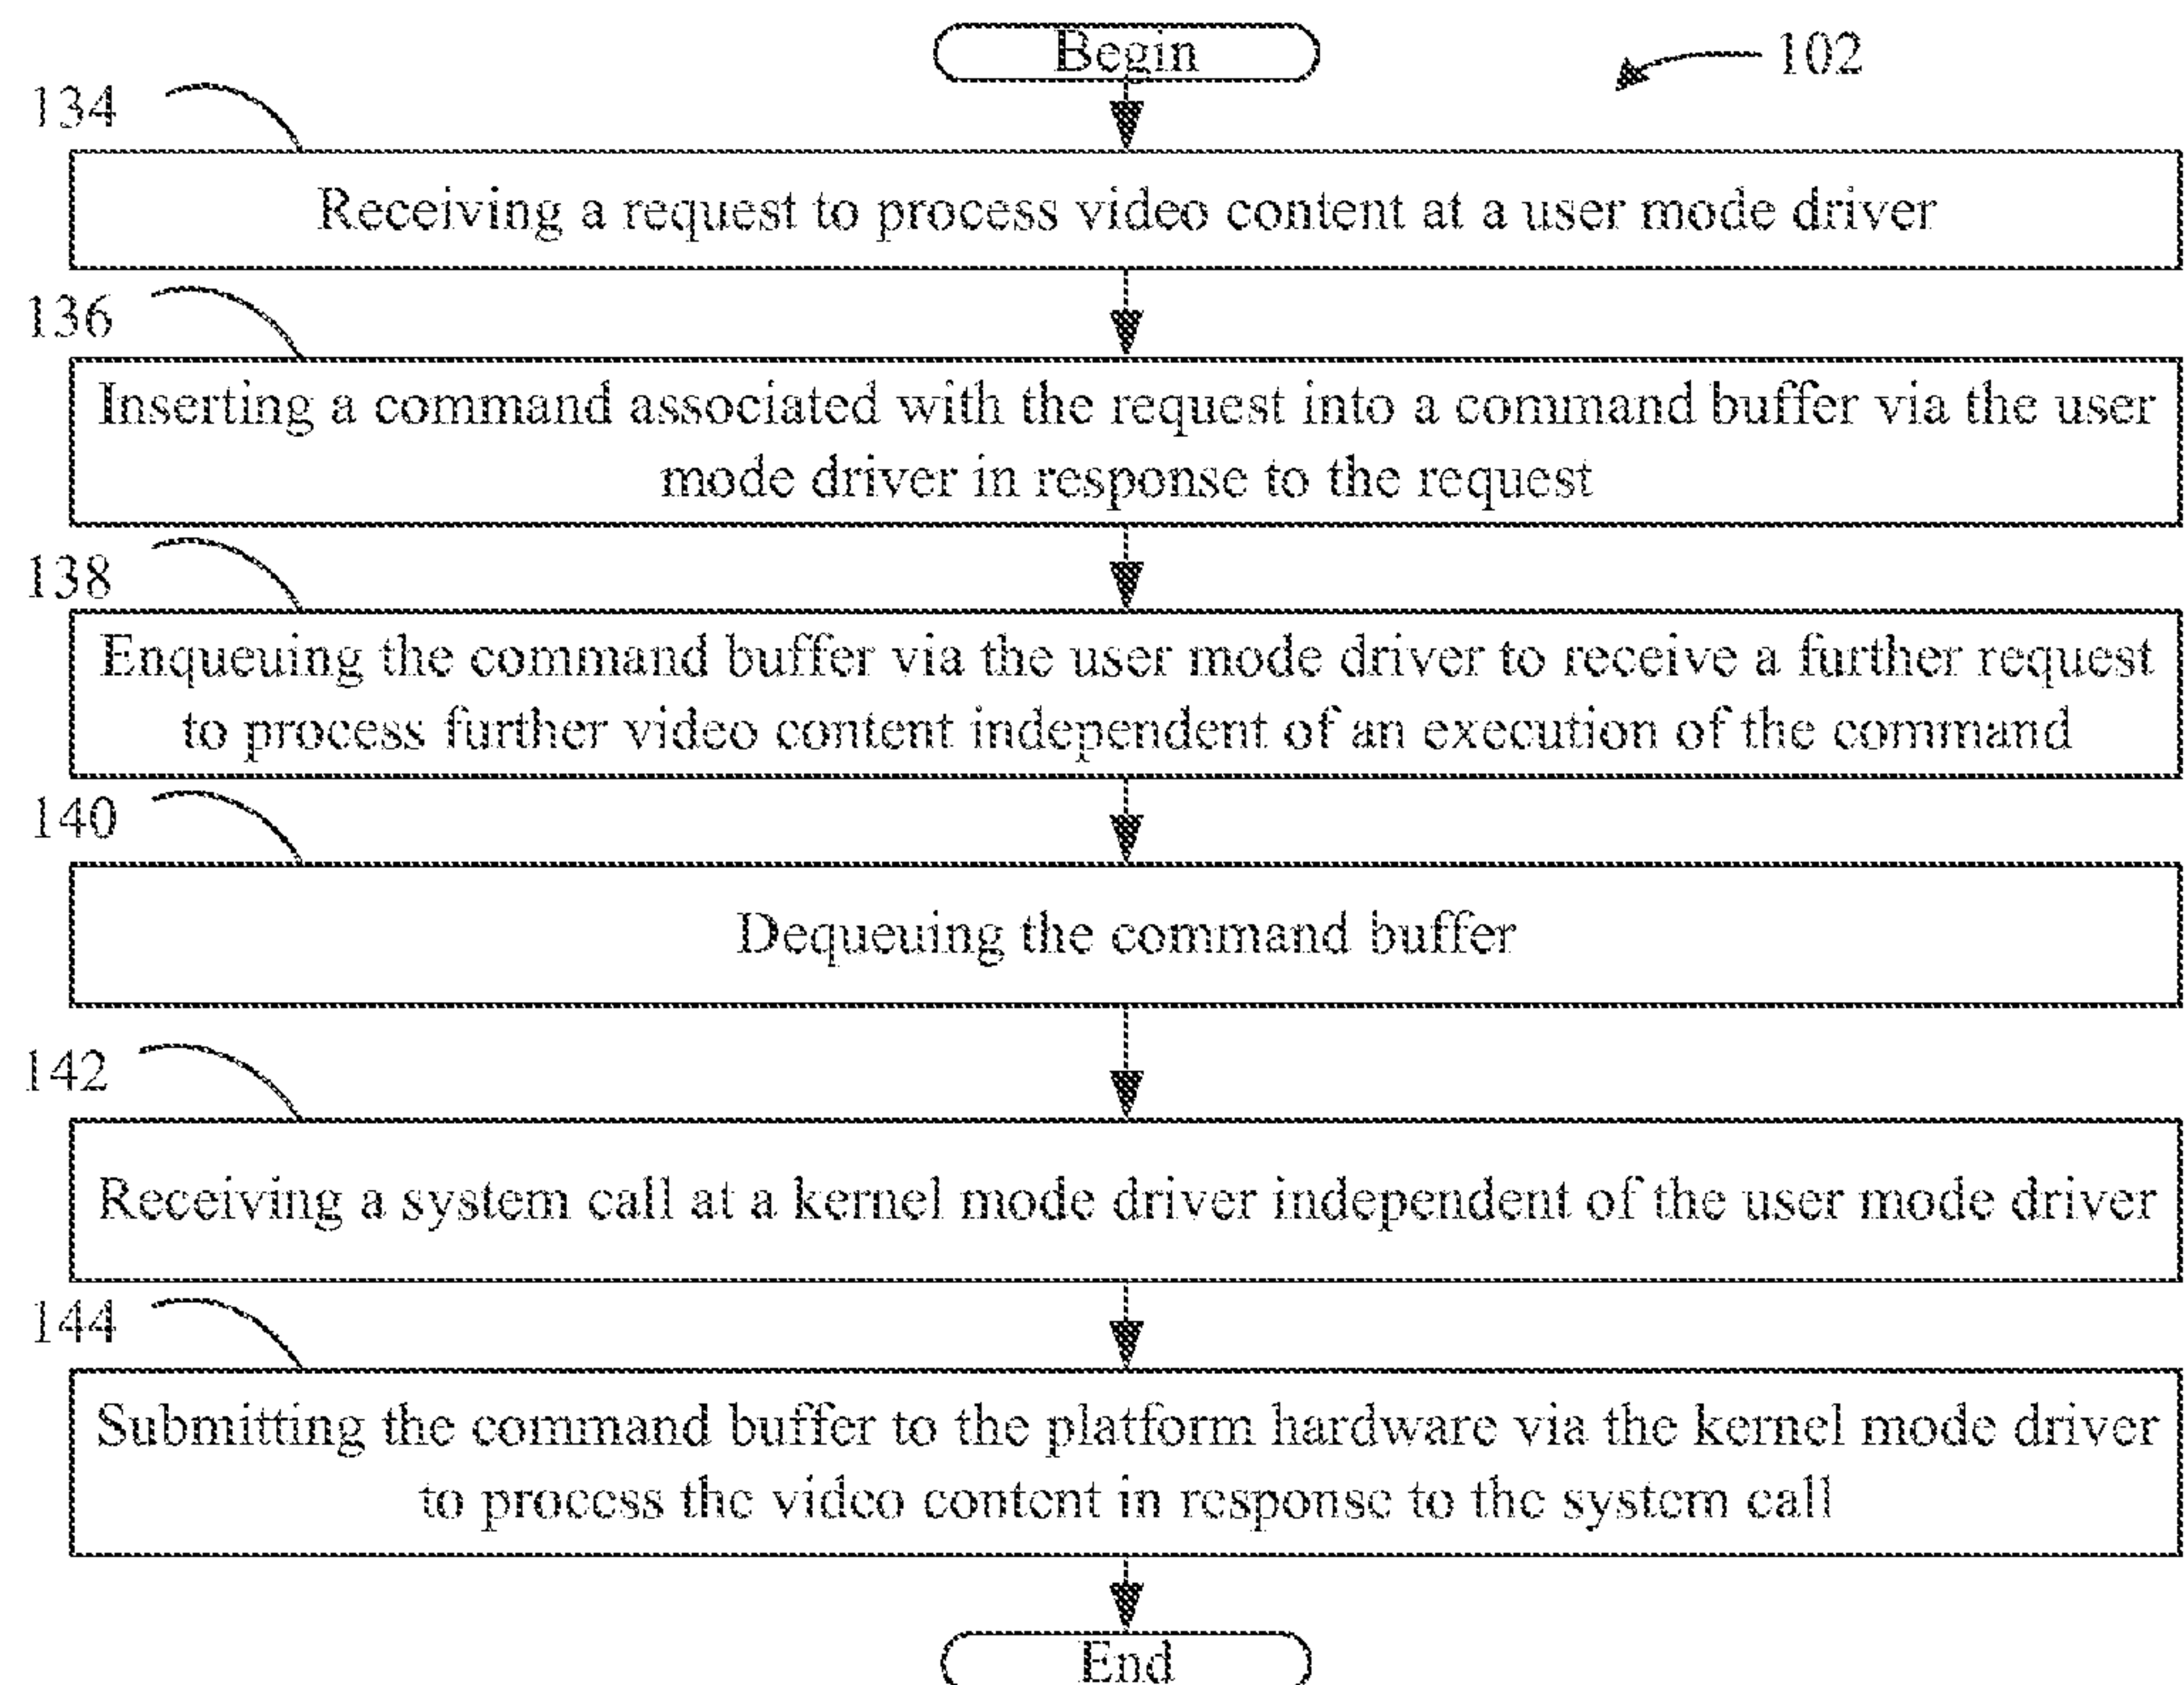 Begin
102
134
Receiving a request to process video content at a user mode driver
136
Inserting a command associated with the request into a command buffer via the user
mode driver in response to the request
138
Enqueuing the command buffer via the user mode driver to receive a further request
to process further video content independent of an execution of the command
140
Dequeuing the command buffer
142
Receiving a system call at a kernel mode driver independent of the user mode driver
144
Submitting the command buffer to the platform hardware via the kernel mode driver
to process the video content in response to the system call
End